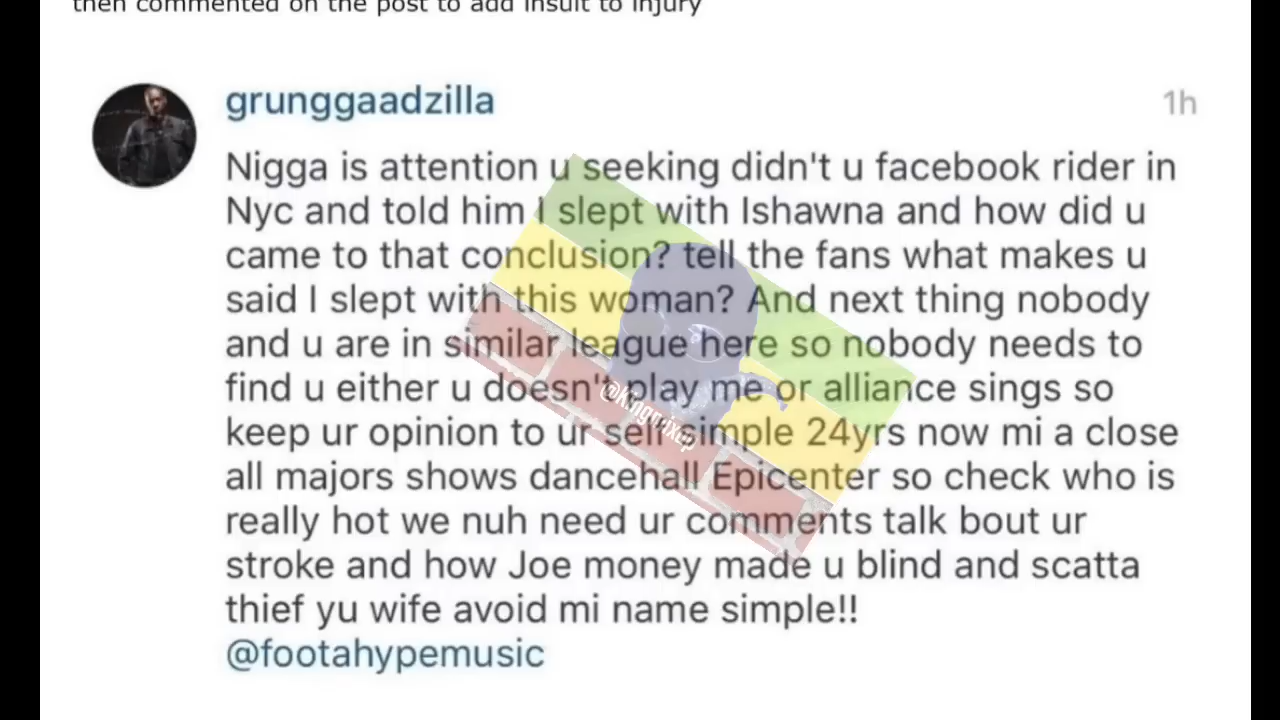 then commented on the post to add insult to injury
grunggaadzilla
1h
Nigga is attention u seeking didn't u facebook rider in
Nyc and told him I slept with Ishawna and how did u
came to that conclusion? tell the fans what makes u
said I slept with this woman? And next thing nobody
and u are in similar league here so nobody needs to
find u either u doesn't play me or alliance sings so
keep ur opinion to ur self simple 24yrs now mi a close
all majors shows dancehall Epicenter so check who is
really hot we nuh need ur comments talk bout ur
stroke and how Joe money made u blind and scatta
thief yu wife avoid mi name simple!!
@footahypemusic
@kingmixup